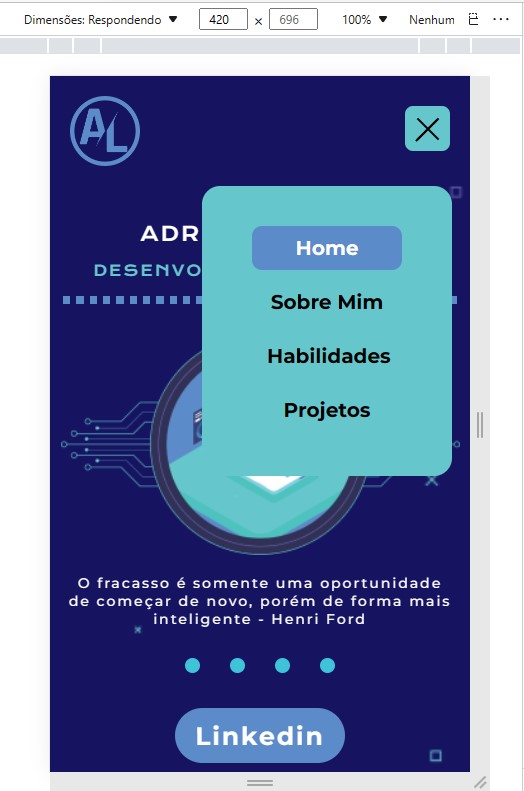 Dimensões: Respondendo ▼ 420 × 696 100% ▼ Nenhum
AL
ADR
DESENVO
Home
Sobre Mim
Habilidades
Projetos
O fracasso é somente uma oportunidade
de começar de novo, porém de forma mais
inteligente - Henri Ford
Linkedin